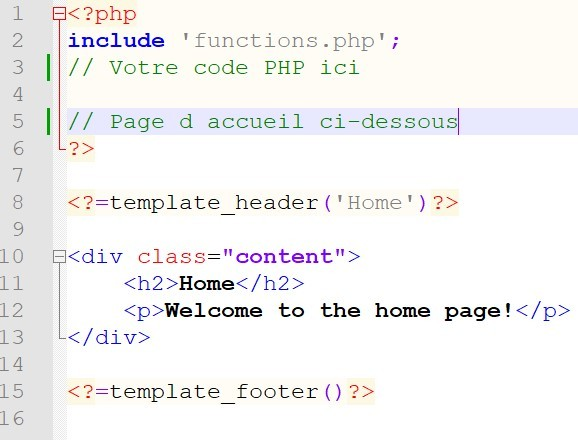 1 <?php
2 include 'functions.php';
3 // Votre code PHP ici
4
5 // Page d accueil ci-dessous
6 ?>
7
8 <?=template_header('Home')?>
9
10 <div class="content">
11 <h2>Home</h2>
12 <p>Welcome to the home page!</p>
13 </div>
14
15 <?=template_footer()?>
16